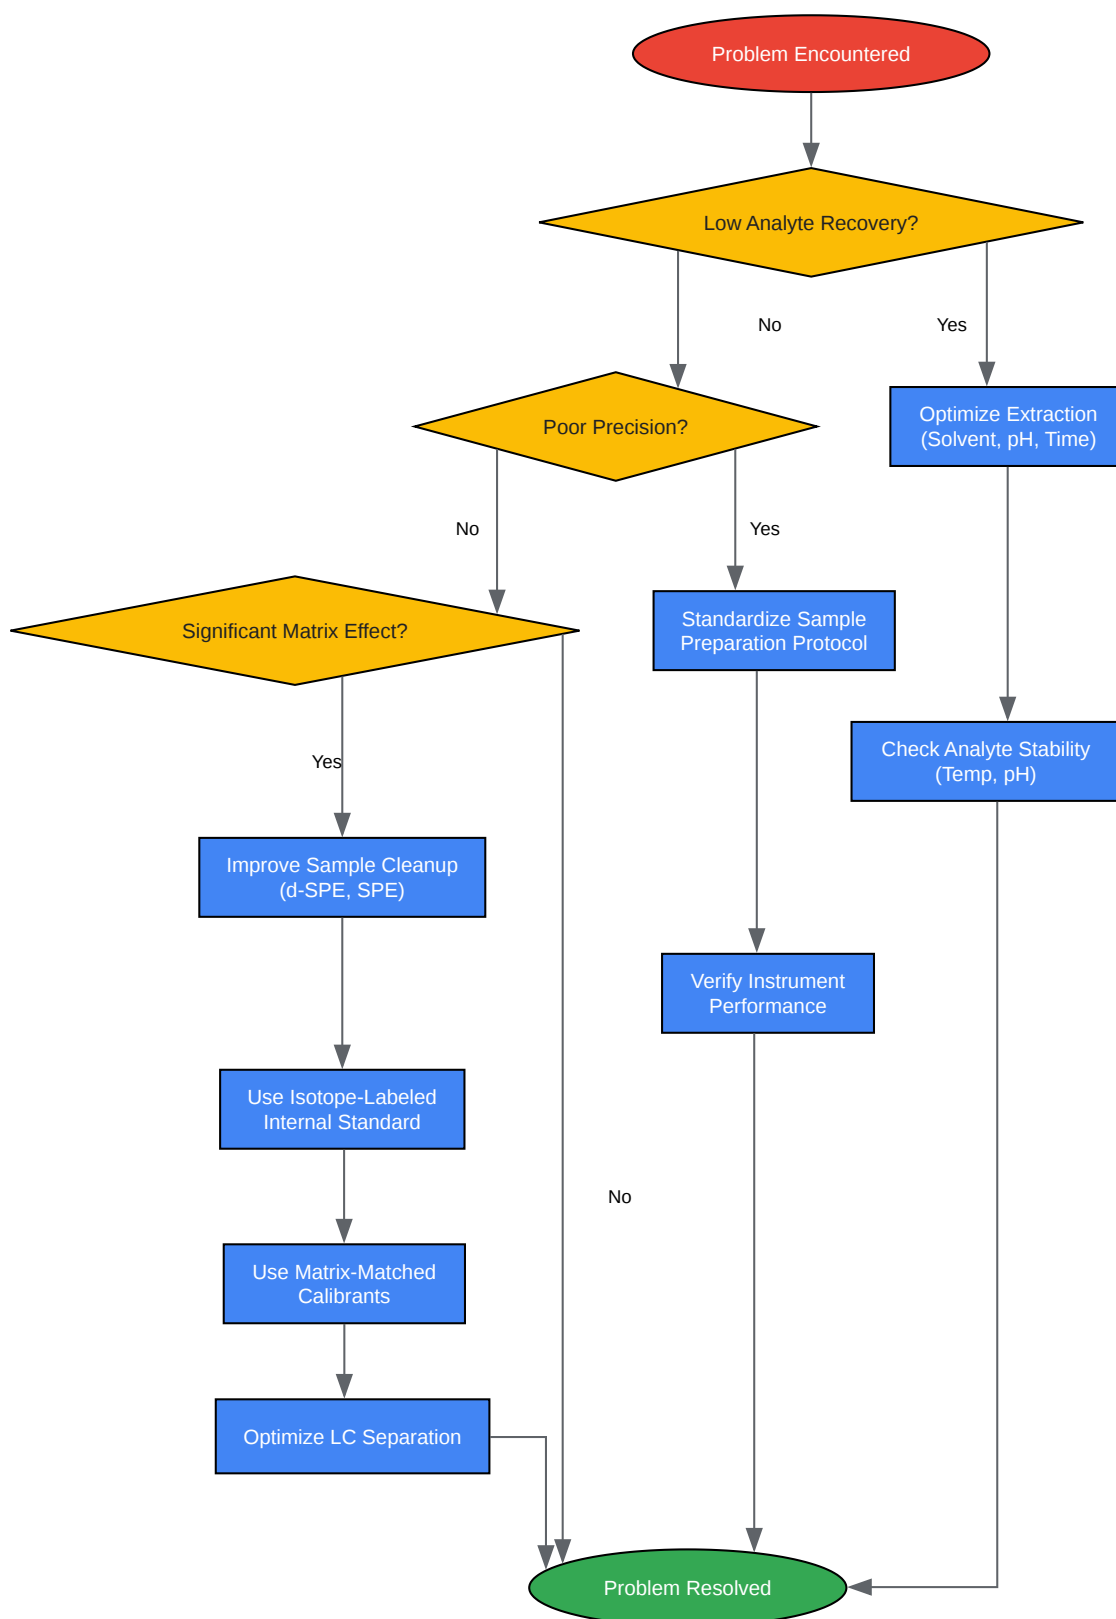 Problem Encountered
Low Analyte Recovery?
No
Yes
Poor Precision?
Optimize Extraction
(Solvent, pH, Time)
No
Yes
Significant Matrix Effect?
Standardize Sample
Preparation Protocol
Yes
Check Analyte Stability
(Temp, pH)
Improve Sample Cleanup
(d-SPE, SPE)
Verify Instrument
Performance
Use Isotope-Labeled
Internal Standard
No
Use Matrix-Matched
Calibrants
Optimize LC Separation
Problem Resolved